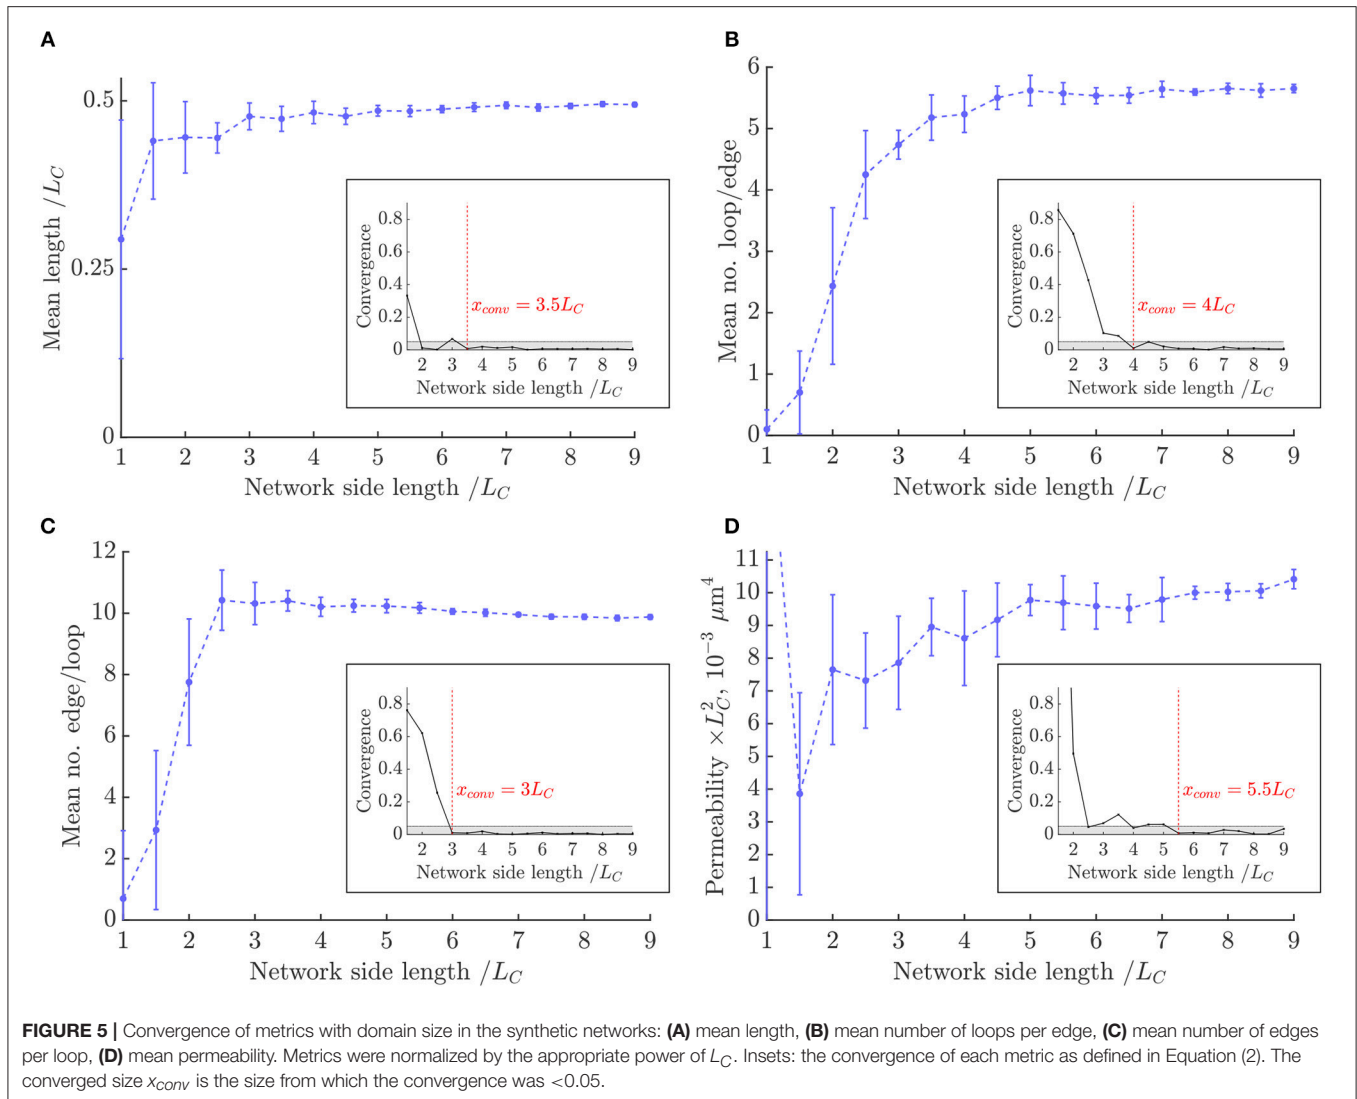 A
0.5
0.25
0
Mean length /L_C
1 2 3 4 5 6 7 8 9
Network side length /L_C
0.8
0.6
0.4
0.2
0
Convergence
x_conv = 3.5L_C
2 3 4 5 6 7 8 9
Network side length /L_C
B
6
5
4
3
2
1
0
Mean no. loop/edge
1 2 3 4 5 6 7 8 9
Network side length /L_C
0.8
0.6
0.4
0.2
0
Convergence
x_conv = 4L_C
2 3 4 5 6 7 8 9
Network side length /L_C
C
12
10
8
6
4
2
0
Mean no. edge/loop
1 2 3 4 5 6 7 8 9
Network side length /L_C
0.8
0.6
0.4
0.2
0
Convergence
x_conv = 3L_C
2 3 4 5 6 7 8 9
Network side length /L_C
D
11
10
9
8
7
6
5
4
3
2
1
0
Permeability ×L_C^2, 10^−3 μm^4
1 2 3 4 5 6 7 8 9
Network side length /L_C
0.8
0.6
0.4
0.2
0
Convergence
x_conv = 5.5L_C
2 3 4 5 6 7 8 9
Network side length /L_C
FIGURE 5 | Convergence of metrics with domain size in the synthetic networks: (A) mean length, (B) mean number of loops per edge, (C) mean number of edges
per loop, (D) mean permeability. Metrics were normalized by the appropriate power of L_C. Insets: the convergence of each metric as defined in Equation (2). The
converged size x_conv is the size from which the convergence was <0.05.